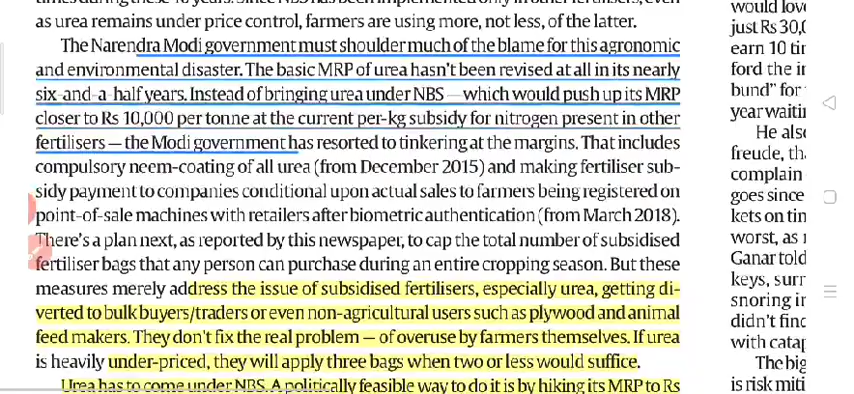 as urea remains under price control, farmers are using more, not less, of the latter.
The Narendra Modi government must shoulder much of the blame for this agronomic
and environmental disaster. The basic MRP of urea hasn't been revised at all in its nearly
six-and-a-half years. Instead of bringing urea under NBS — which would push up its MRP
closer to Rs 10,000 per tonne at the current per-kg subsidy for nitrogen present in other
fertilisers — the Modi government has resorted to tinkering at the margins. That includes
compulsory neem-coating of all urea (from December 2015) and making fertiliser sub-
sidy payment to companies conditional upon actual sales to farmers being registered on
point-of-sale machines with retailers after biometric authentication (from March 2018).
There's a plan next, as reported by this newspaper, to cap the total number of subsidised
fertiliser bags that any person can purchase during an entire cropping season. But these
measures merely address the issue of subsidised fertilisers, especially urea, getting di-
verted to bulk buyers/traders or even non-agricultural users such as plywood and animal
feed makers. They don't fix the real problem — of overuse by farmers themselves. If urea
is heavily under-priced, they will apply three bags when two or less would suffice.
Urea has to come under NBS. A politically feasible way to do it is by hiking its MRP to Rs
would
just Rs 30,
earn 10
ford the
bund" for
year
He
freude,
complain
goes since
kets on
worst, as
Ganar told
keys,
snoring
didn't
with
The big
is risk